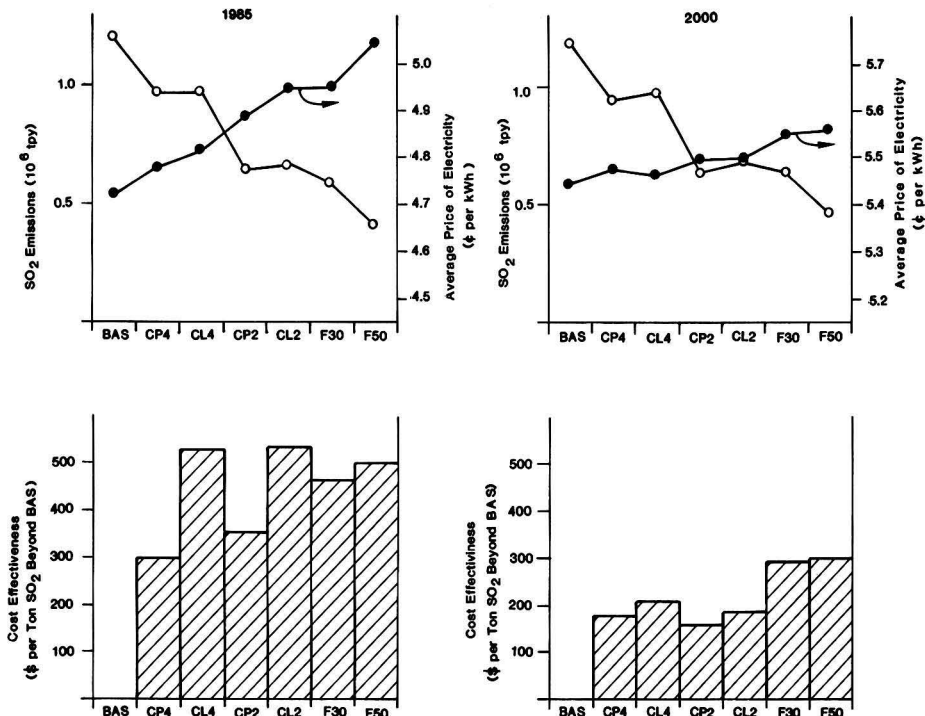 1985
1.0
0.5
SO2 Emissions (10^6 tpy)
5.0
4.9
4.8
4.7
4.6
4.5
Average Price of Electricity
(¢ per kWh)
BAS CP4 CL4 CP2 CL2 F30 F50
2000
1.0
0.5
SO2 Emissions (10^6 tpy)
5.7
5.6
5.5
5.4
5.3
5.2
Average Price of Electricity
(¢ per kWh)
BAS CP4 CL4 CP2 CL2 F30 F50
500
400
300
200
100
Cost Effectiveness
($ per Ton SO2 Beyond BAS)
BAS CP4 CL4 CP2 CL2 F30 F50
500
400
300
200
100
Cost Effectiviness
($ per Ton SO2 Beyond BAS)
BAS CP4 CL4 CP2 CL2 F30 F50